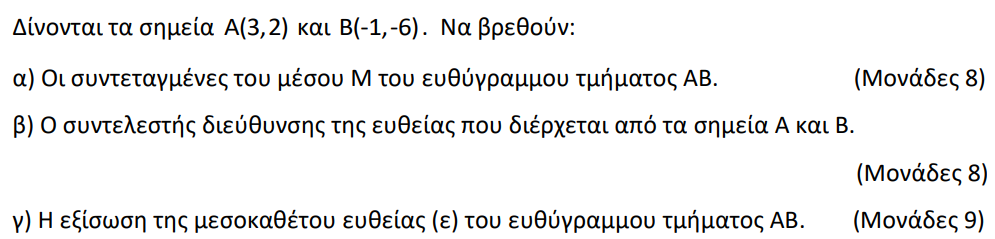 Δίνονται τα σημεία Α(3,2) και Β(-1,-6). Να βρεθούν:
α) Οι συντεταγμένες του μέσου Μ του ευθύγραμμου τμήματος ΑΒ. (Μονάδες 8)
β) Ο συντελεστής διεύθυνσης της ευθείας που διέρχεται από τα σημεία Α και Β.
(Μονάδες 8)
γ) Η εξίσωση της μεσοκαθέτου ευθείας (ε) του ευθύγραμμου τμήματος ΑΒ. (Μονάδες 9)